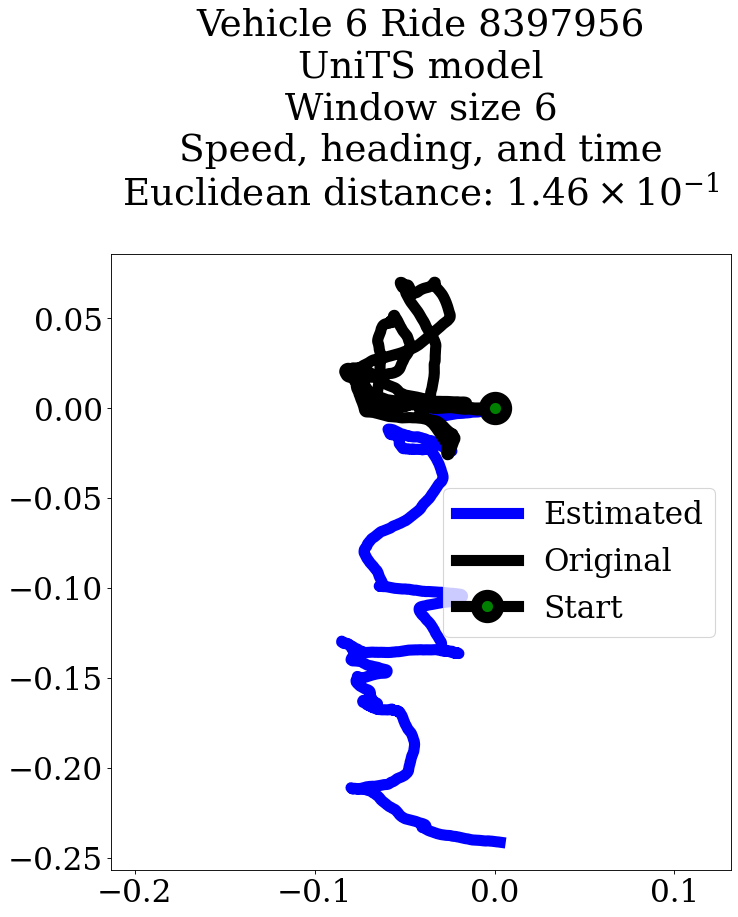 Vehicle 6 Ride 8397956
UniTS model
Window size 6
Speed, heading, and time
Euclidean distance: 1.46 × 10⁻¹
0.05
0.00
−0.05
−0.10
−0.15
−0.20
−0.25
Estimated
Original
Start
−0.2 −0.1 0.0 0.1